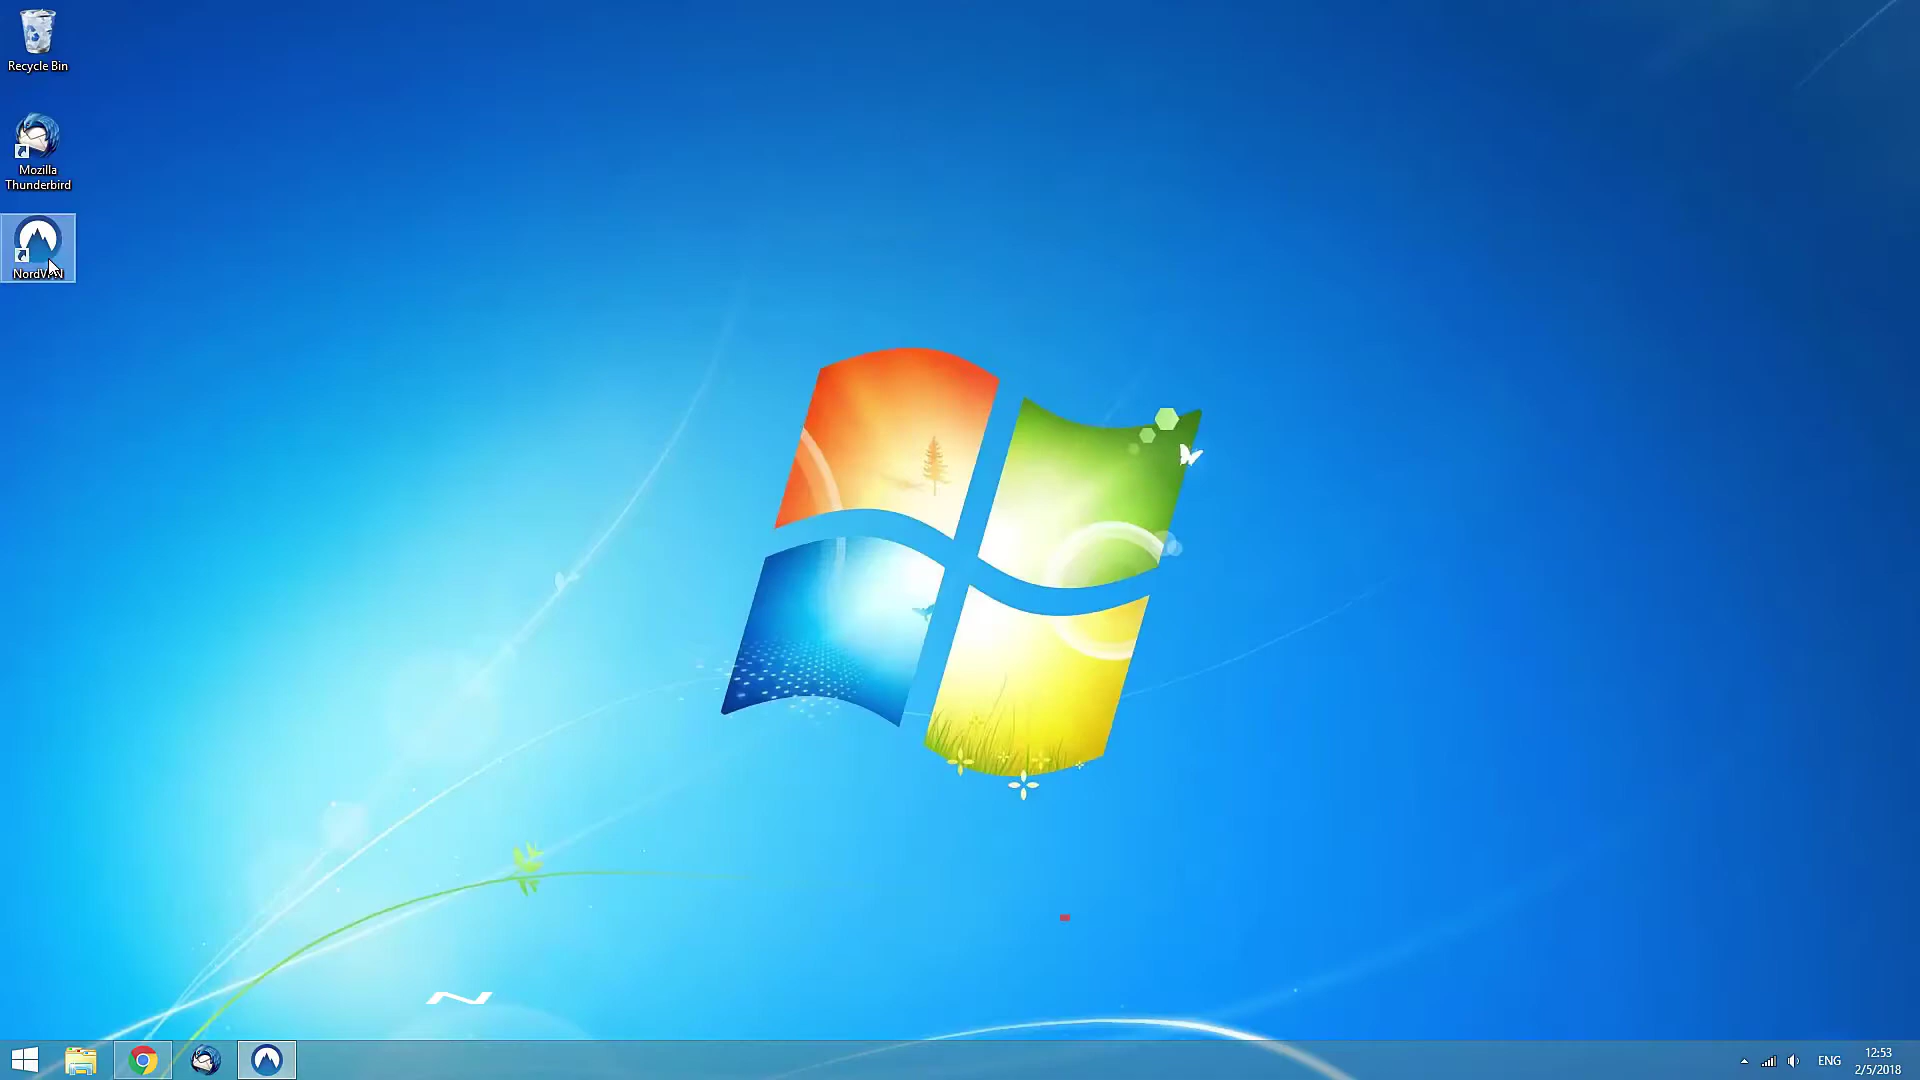 Recycle Bin
Mozilla
Thunderbird
NordVPN
ENG
12:53
2/5/2018